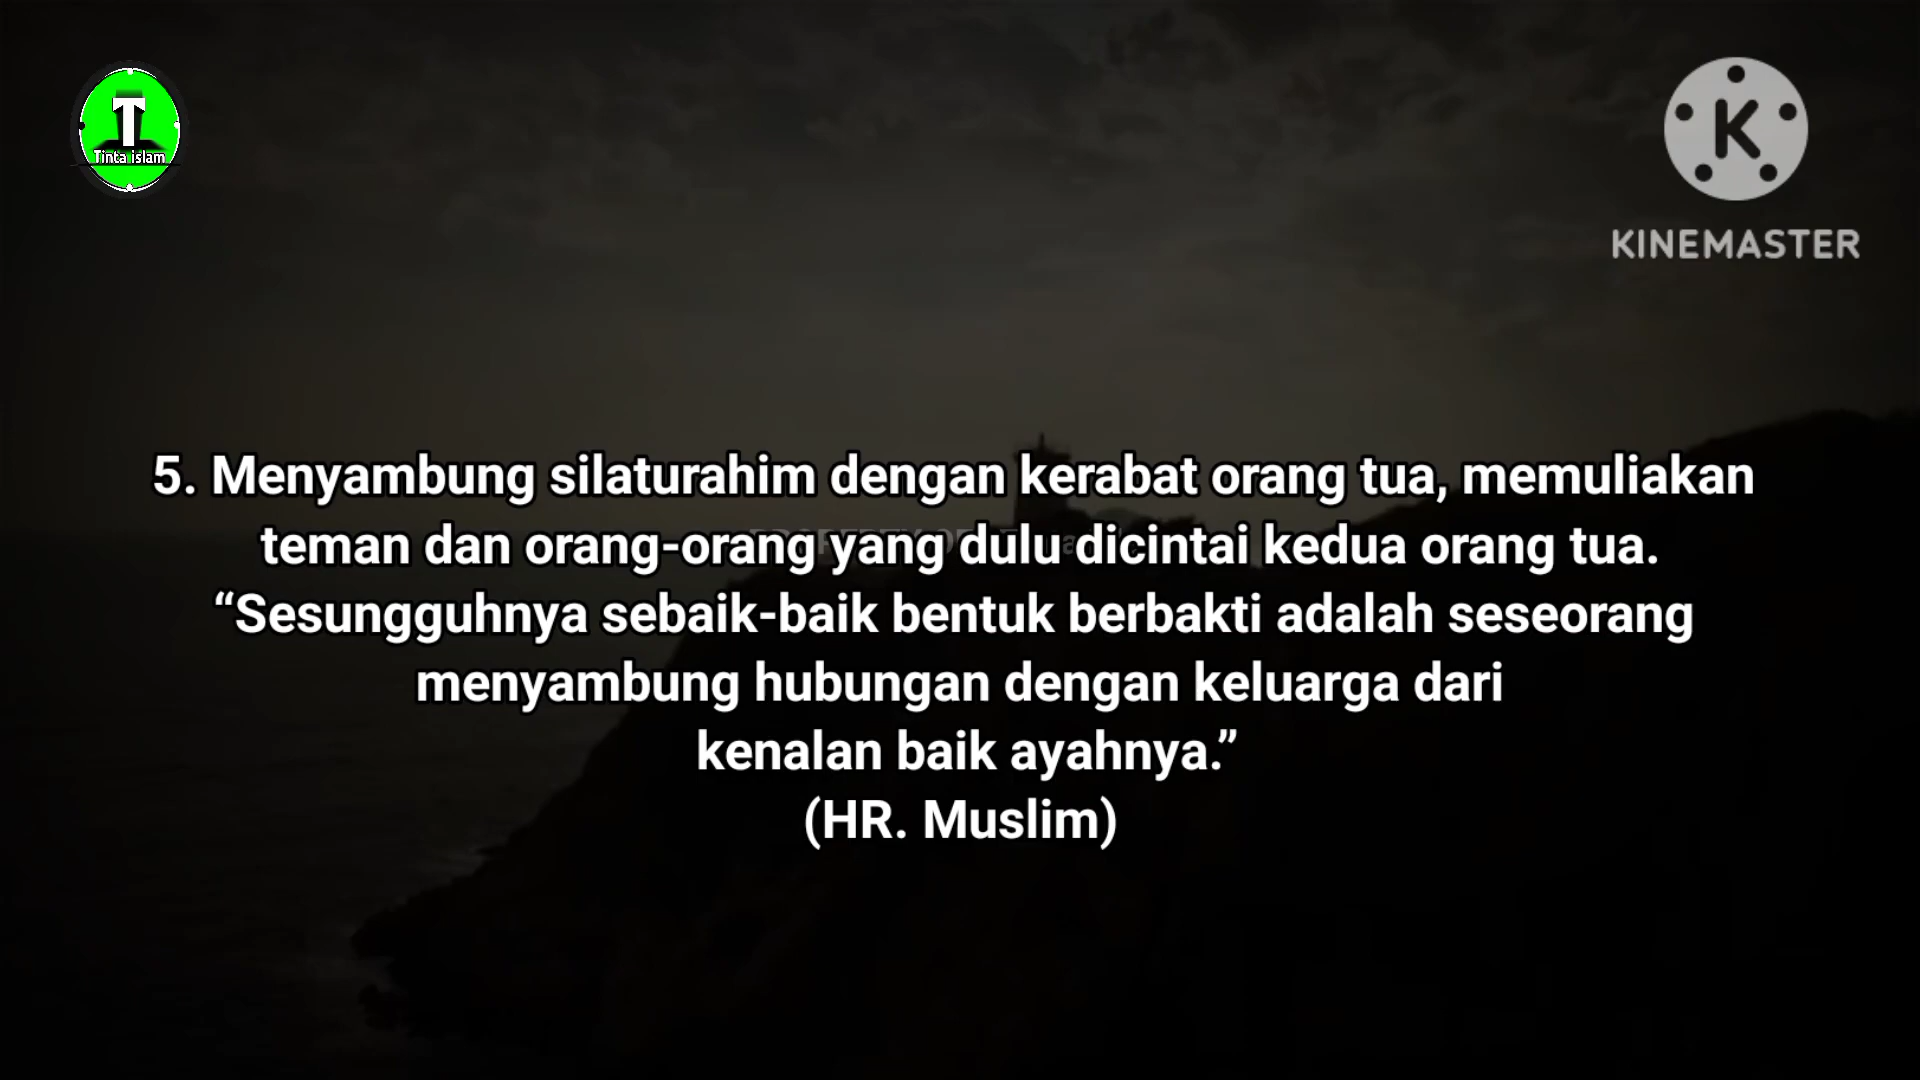 Tinta islam
K
KINEMASTER
5. Menyambung silaturahim dengan kerabat orang tua, memuliakan
teman dan orang-orang yang dulu dicintai kedua orang tua.
“Sesungguhnya sebaik-baik bentuk berbakti adalah seseorang
menyambung hubungan dengan keluarga dari
kenalan baik ayahnya.”
(HR. Muslim)